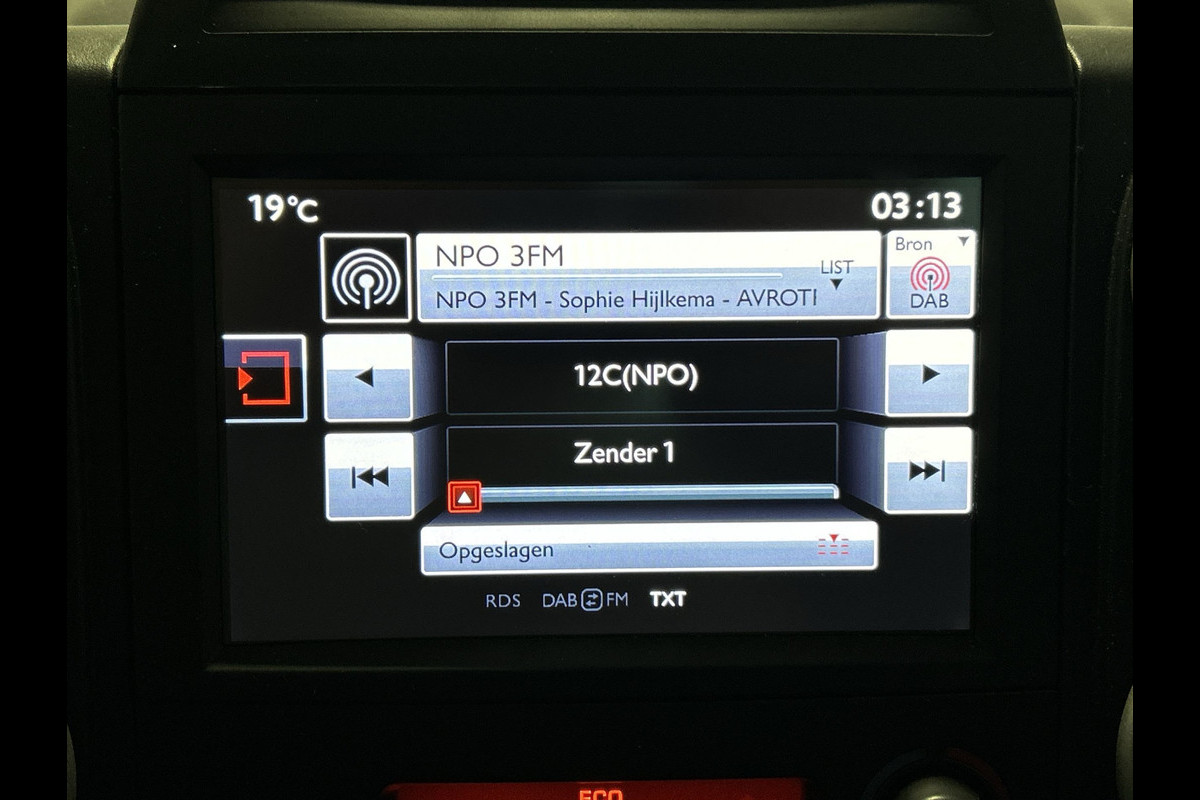 19°C 03:13
NPO 3FM
LIST
Bron
NPO 3FM - Sophie Hijlkema - AVROTI
DAB
12C(NPO)
Zender 1
Opgeslagen
RDS DAB FM TXT
ECO